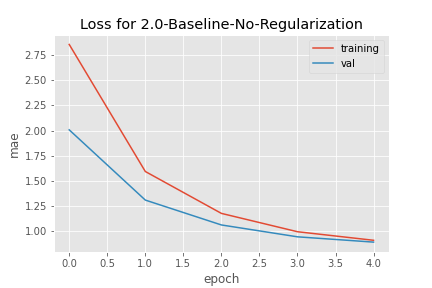 Loss for 2.0-Baseline-No-Regularization
training
val
mae
2.75
2.50
2.25
2.00
1.75
1.50
1.25
1.00
0.0 0.5 1.0 1.5 2.0 2.5 3.0 3.5 4.0
epoch